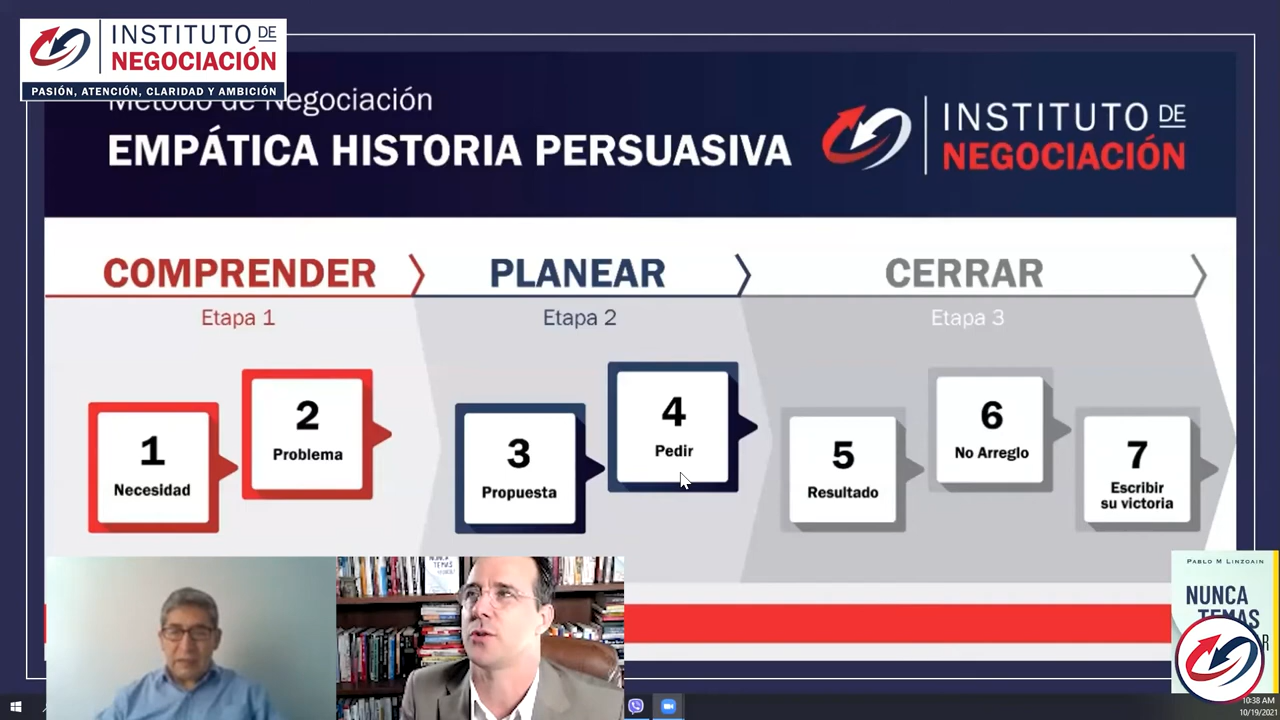 INSTITUTO DE
NEGOCIACIÓN
PASIÓN, ATENCIÓN, CLARIDAD Y AMBICIÓN
Método de Negociación
EMPÁTICA HISTORIA PERSUASIVA
INSTITUTO DE
NEGOCIACIÓN
COMPRENDER
PLANEAR
CERRAR
Etapa 1
Etapa 2
Etapa 3
1
Necesidad
2
Problema
3
Propuesta
4
Pedir
5
Resultado
6
No Arreglo
7
Escribir
su victoria
NUNCA
TEMAS
PABLO M LINZOAIN
NUNCA
TEMAS
10:38 AM
10/19/2021